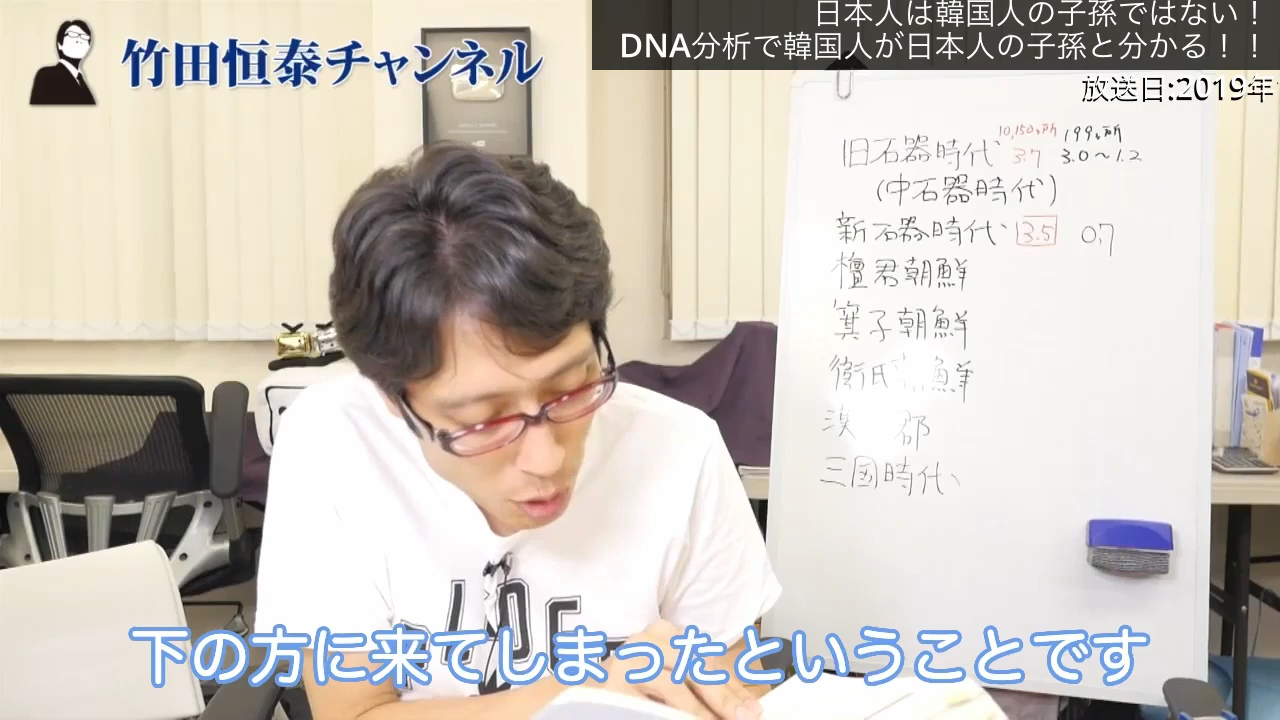 竹田恒泰チャンネル
日本人は韓国人の子孫ではない！
DNA分析で韓国人が日本人の子孫と分かる！！
放送日:2019年
旧石器時代 10,150ヶ所 3.7 199ヶ所 3.0〜1.2
(中石器時代)
新石器時代 3.5 0.7
檀君朝鮮
箕子朝鮮
衛氏朝鮮
漢 郡
三国時代
下の方に来てしまったということです